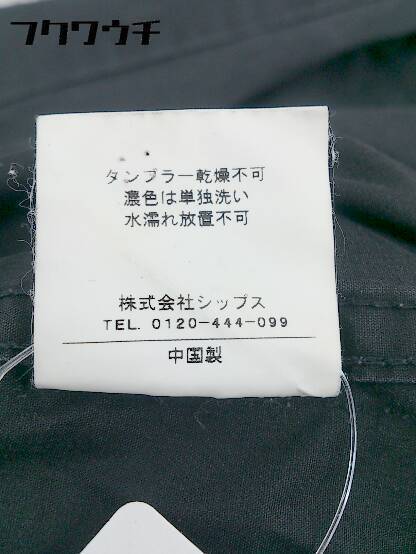 フクワウチ
タンブラー乾燥不可
濃色は単独洗い
水濡れ放置不可
株式会社シップス
TEL. 0120-444-099
中国製